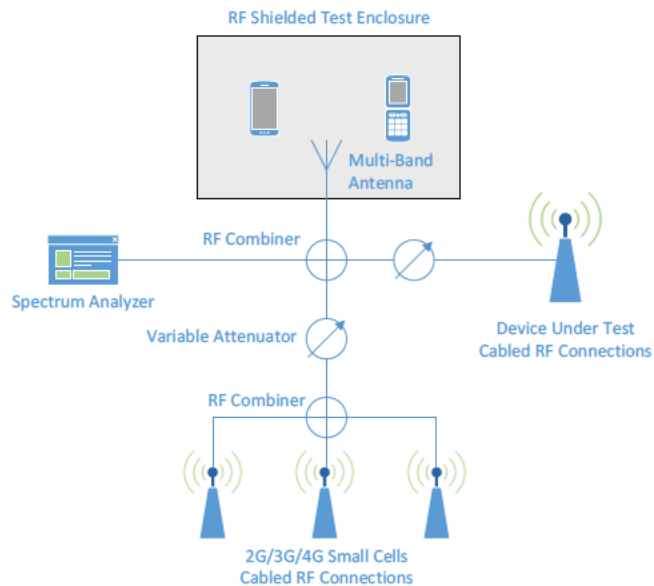 RF Shielded Test Enclosure
Multi-Band
Antenna
RF Combiner
Spectrum Analyzer
Variable Attenuator
Device Under Test
Cabled RF Connections
RF Combiner
2G/3G/4G Small Cells
Cabled RF Connections